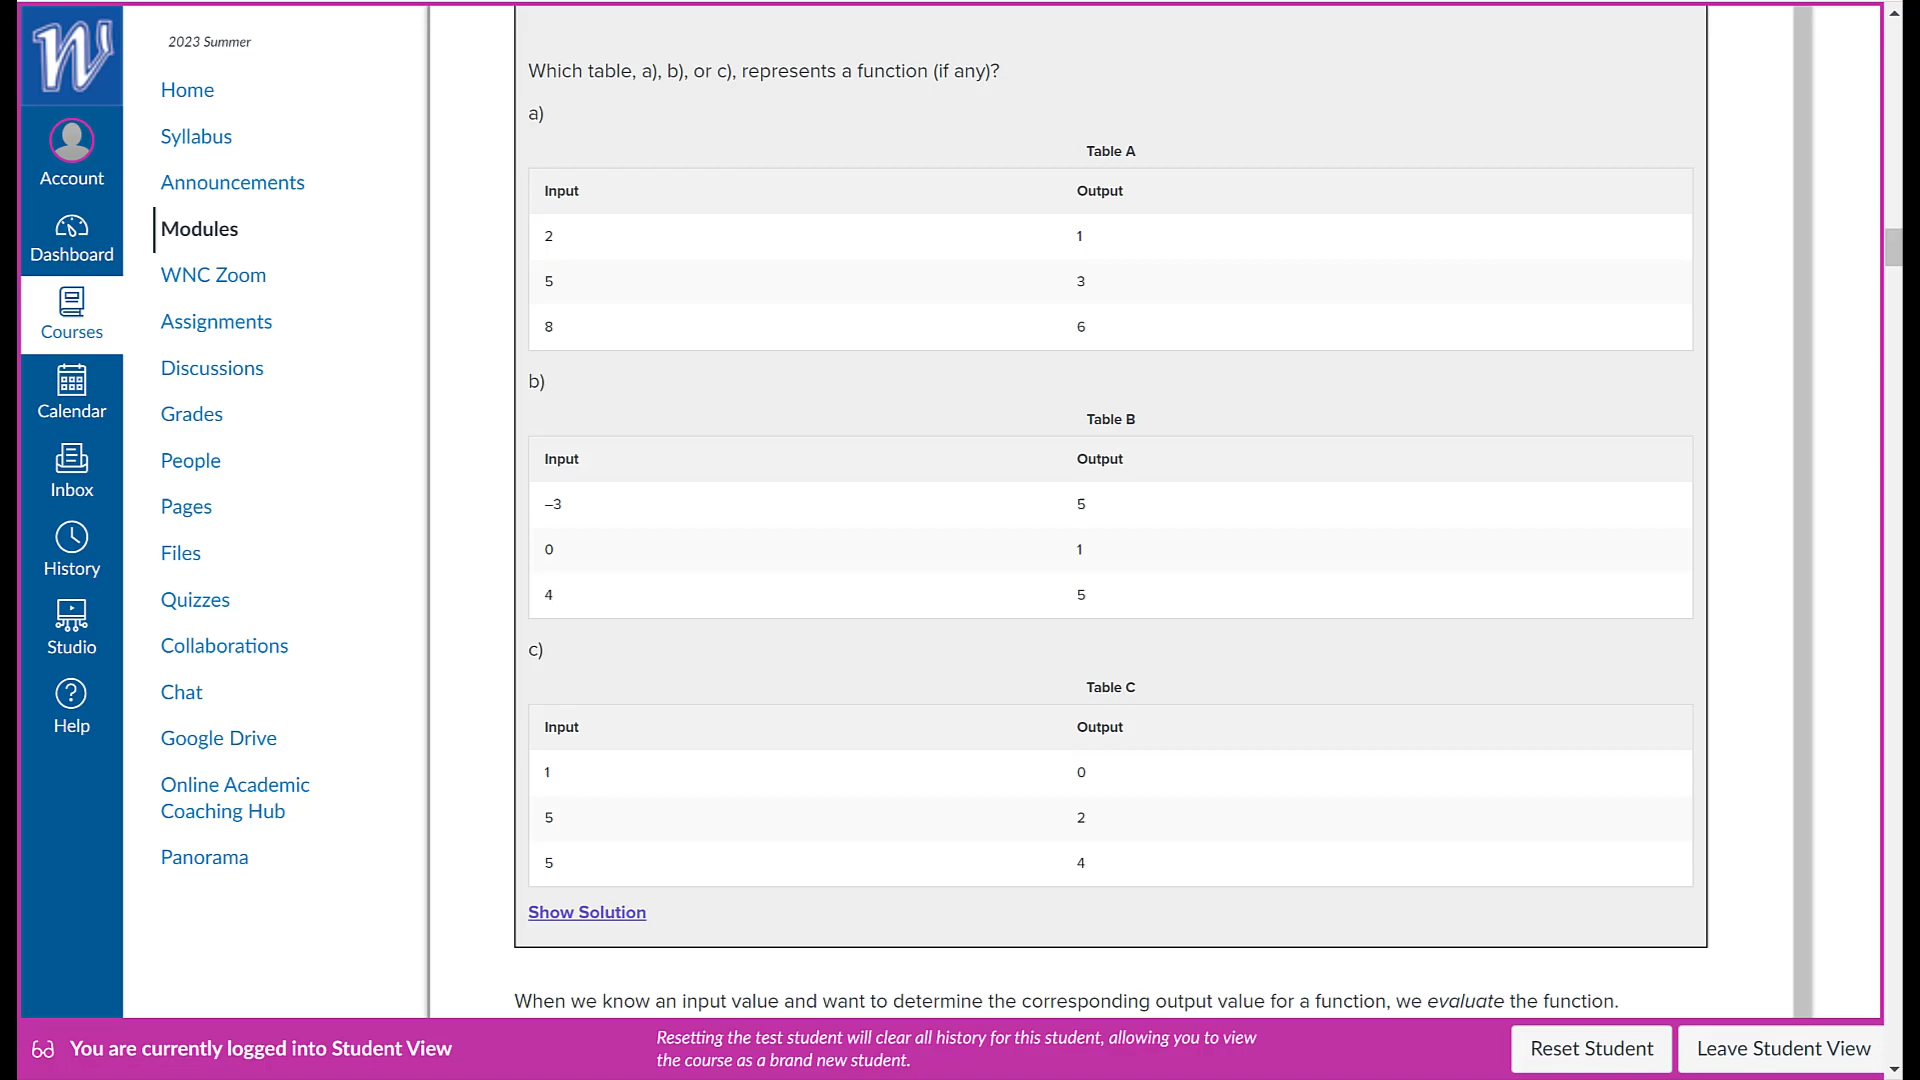 W
2023 Summer
Home
Syllabus
Announcements
Modules
WNC Zoom
Assignments
Discussions
Grades
People
Pages
Files
Quizzes
Collaborations
Chat
Google Drive
Online Academic
Coaching Hub
Panorama
Account
Dashboard
Courses
Calendar
Inbox
History
Studio
Help
Which table, a), b), or c), represents a function (if any)?
a)
Table A
Input Output
2 1
5 3
8 6
b)
Table B
Input Output
–3 5
0 1
4 5
c)
Table C
Input Output
1 0
5 2
5 4
Show Solution
When we know an input value and want to determine the corresponding output value for a function, we evaluate the function.
You are currently logged into Student View
Resetting the test student will clear all history for this student, allowing you to view
the course as a brand new student.
Reset Student
Leave Student View